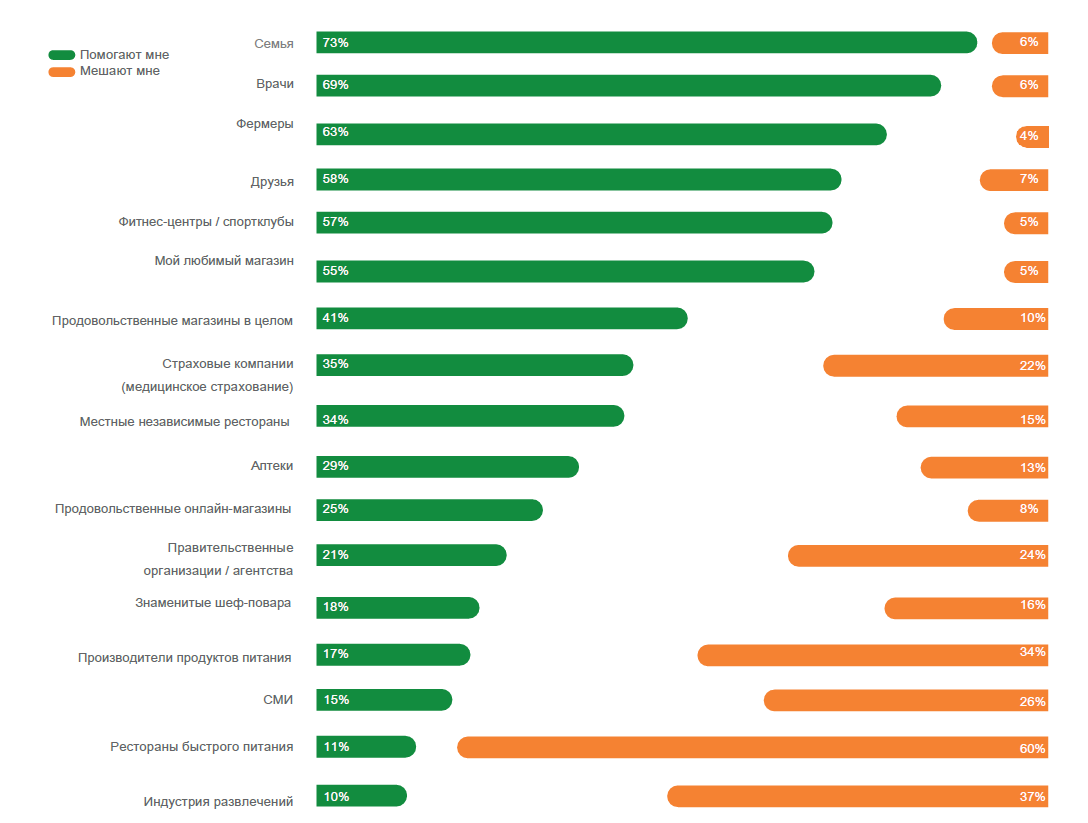 Помогают мне
Мешают мне
Семья 73% 6%
Врачи 69% 6%
Фермеры 63% 4%
Друзья 58% 7%
Фитнес-центры / спортклубы 57% 5%
Мой любимый магазин 55% 5%
Продовольственные магазины в целом 41% 10%
Страховые компании 35% 22%
(медицинское страхование)
Местные независимые рестораны 34% 15%
Аптеки 29% 13%
Продовольственные онлайн-магазины 25% 8%
Правительственные 21% 24%
организации / агентства
Знаменитые шеф-повара 18% 16%
Производители продуктов питания 17% 34%
СМИ 15% 26%
Рестораны быстрого питания 11% 60%
Индустрия развлечений 10% 37%